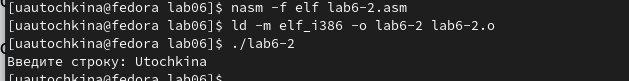 [uautochkina@fedora lab06]$ nasm -f elf lab6-2.asm
[uautochkina@fedora lab06]$ ld -m elf_i386 -o lab6-2 lab6-2.o
[uautochkina@fedora lab06]$ ./lab6-2
Введите строку: Utochkina
[uautochkina@fedora lab06]$